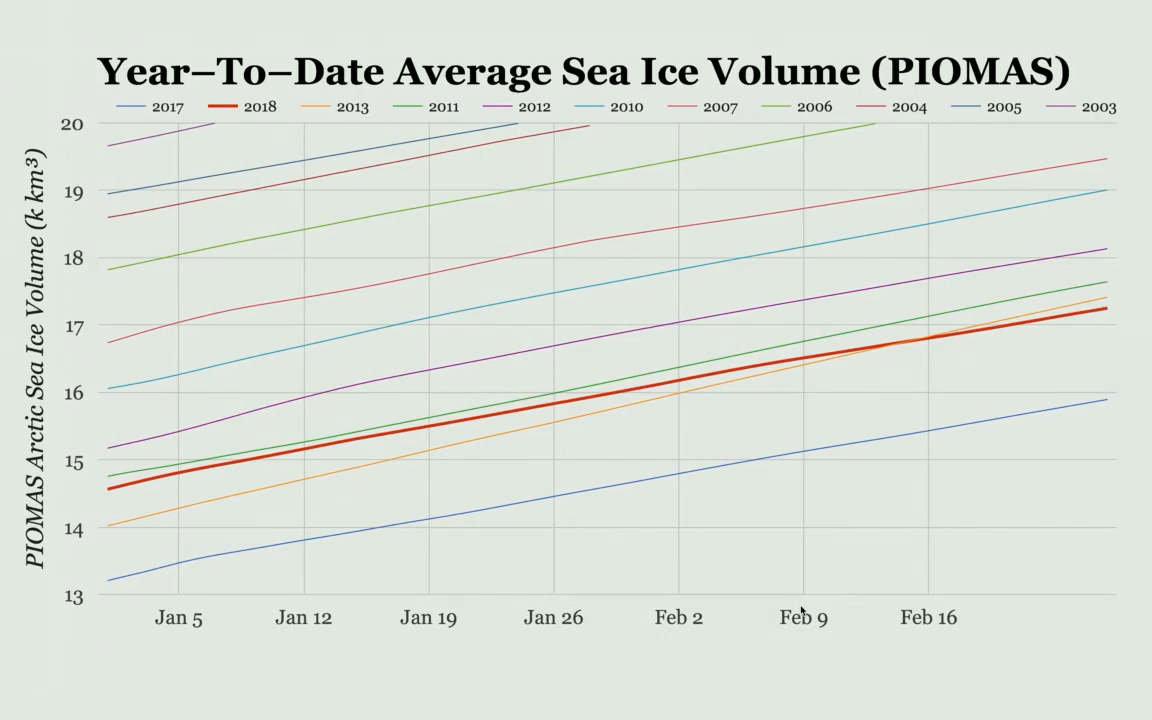 Year–To–Date Average Sea Ice Volume (PIOMAS)
2017 2018 2013 2011 2012 2010 2007 2006 2004 2005 2003
PIOMAS Arctic Sea Ice Volume (k km³)
20
19
18
17
16
15
14
13
Jan 5 Jan 12 Jan 19 Jan 26 Feb 2 Feb 9 Feb 16